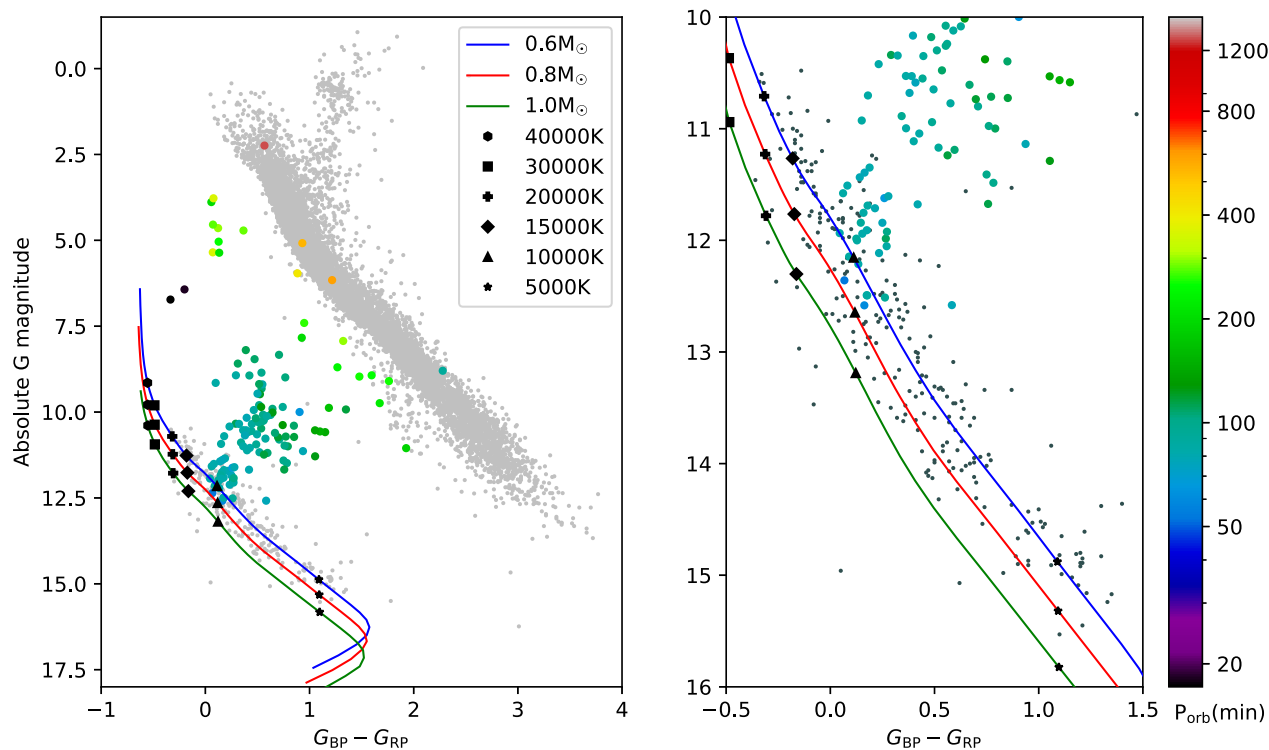 0.0
2.5
5.0
7.5
10.0
12.5
15.0
17.5
Absolute G magnitude
−1 0 1 2 3 4
G_BP − G_RP
0.6M☉
0.8M☉
1.0M☉
40000K
30000K
20000K
15000K
10000K
5000K
10
11
12
13
14
15
16
−0.5 0.0 0.5 1.0 1.5
G_BP − G_RP
1200
800
400
200
100
50
20
P_orb(min)